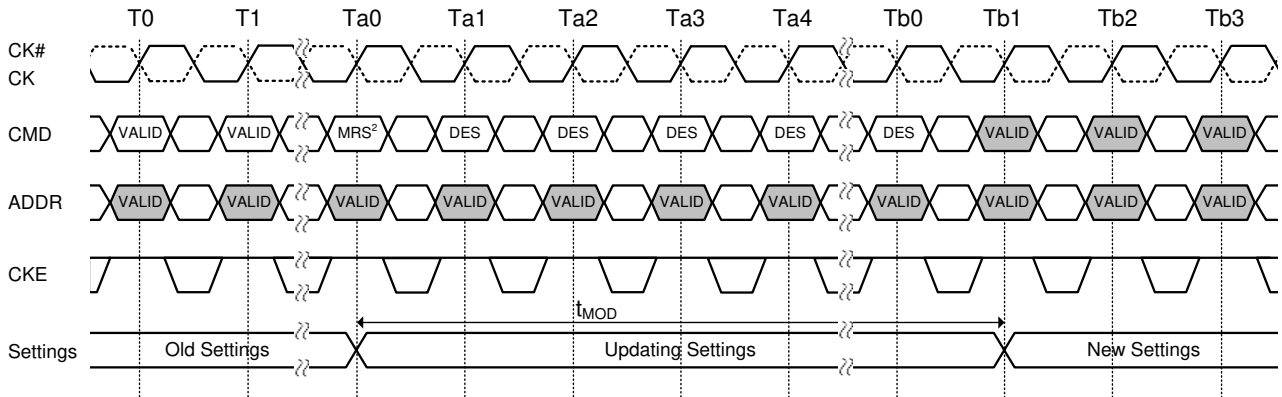 T0 T1 Ta0 Ta1 Ta2 Ta3 Ta4 Tb0 Tb1 Tb2 Tb3
CK#
CK
CMD VALID VALID MRS² DES DES DES DES DES VALID VALID VALID
ADDR VALID VALID VALID VALID VALID VALID VALID VALID VALID VALID VALID
CKE
tMOD
Settings Old Settings Updating Settings New Settings